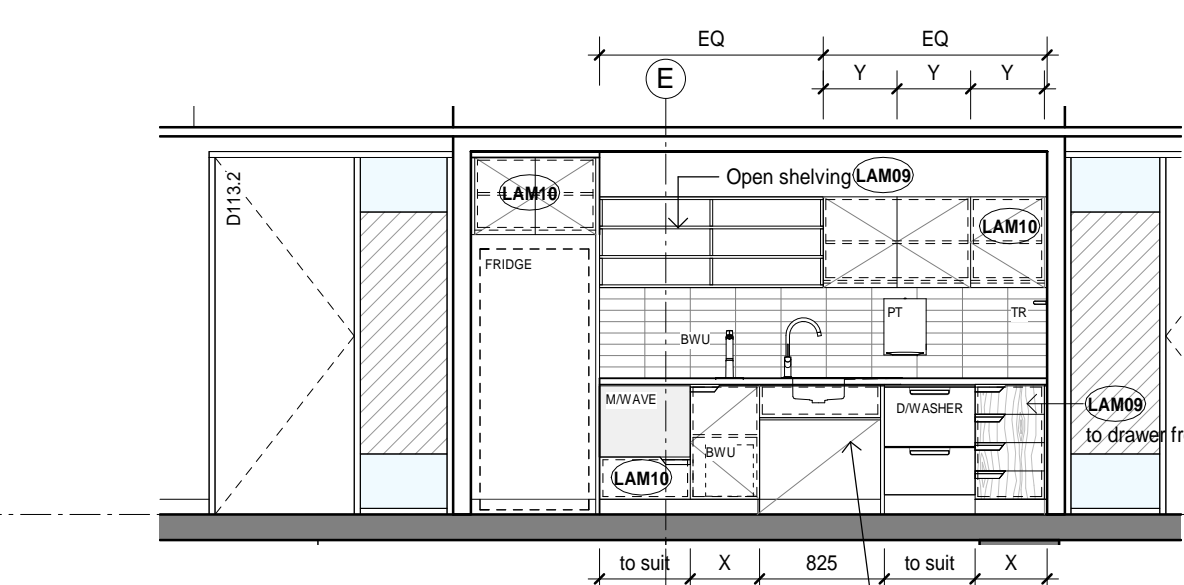 EQ EQ
E
Y Y Y
D113.2
LAM10
Open shelving LAM09
LAM10
FRIDGE
PT
TR
BWU
M/WAVE
D/WASHER
LAM09
to drawer fr
BWU
LAM10
to suit X 825 to suit X